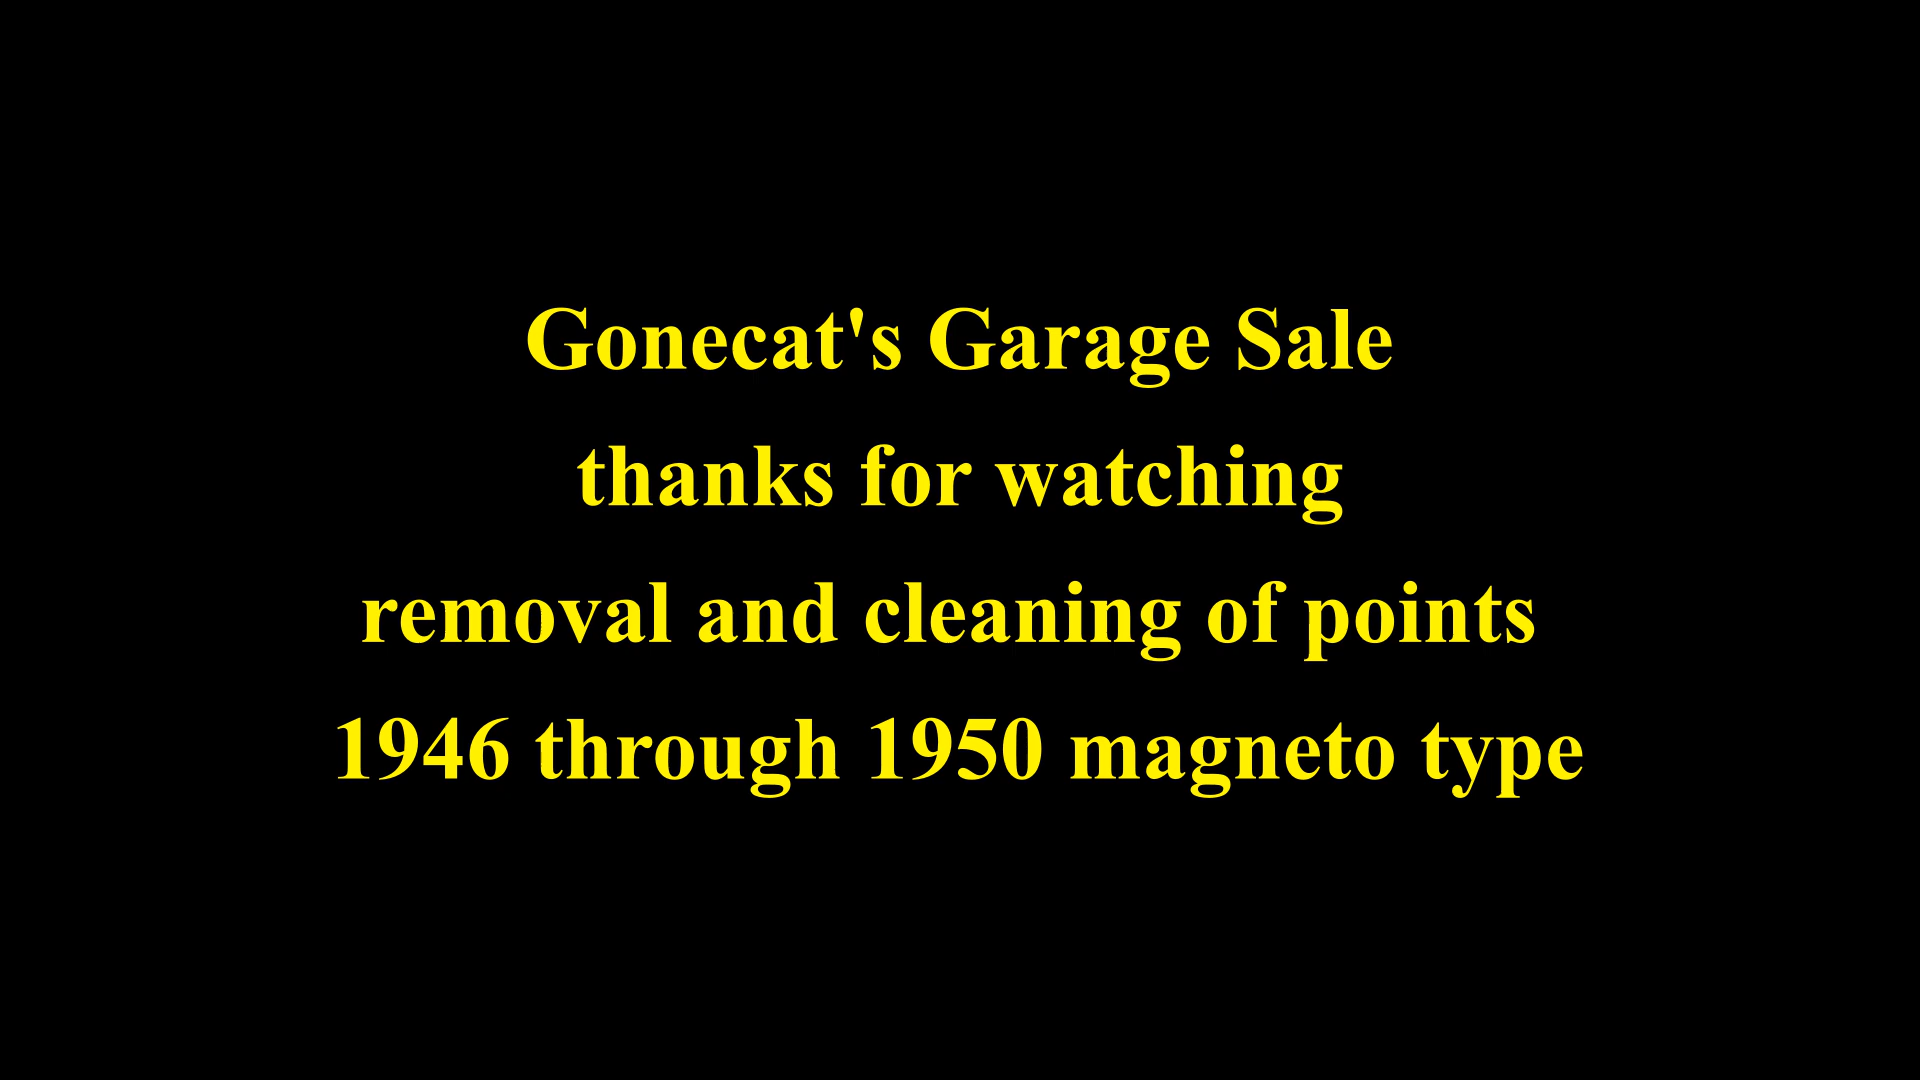 Gonecat's Garage Sale
thanks for watching
removal and cleaning of points
1946 through 1950 magneto type